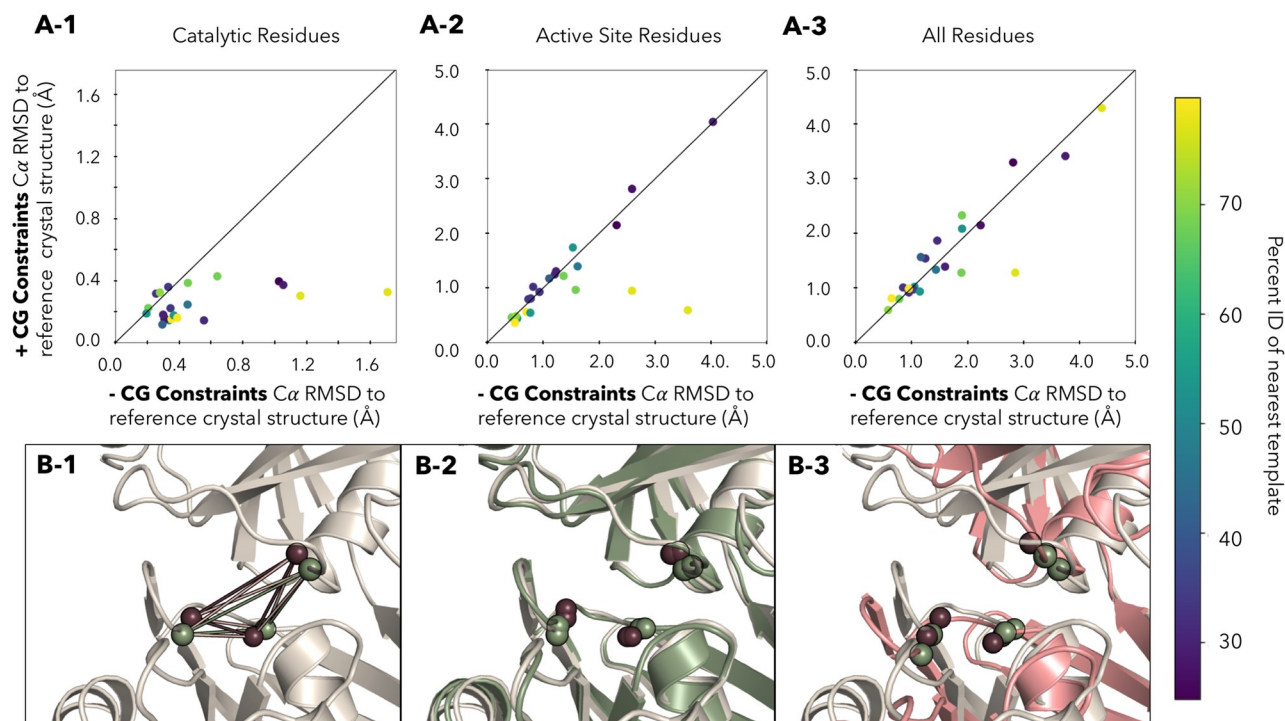 A-1
Catalytic Residues
A-2
Active Site Residues
A-3
All Residues
+ CG Constraints Cα RMSD to
reference crystal structure (Å)
1.6
1.2
0.8
0.4
0.0
0.0 0.4 0.8 1.2 1.6
- CG Constraints Cα RMSD to
reference crystal structure (Å)
5.0
4.0
3.0
2.0
1.0
0.0
0.0 1.0 2.0 3.0 4.0 5.0
- CG Constraints Cα RMSD to
reference crystal structure (Å)
5.0
4.0
3.0
2.0
1.0
0.0
0.0 1.0 2.0 3.0 4.0 5.0
- CG Constraints Cα RMSD to
reference crystal structure (Å)
70
60
50
40
30
Percent ID of nearest template
B-1
B-2
B-3